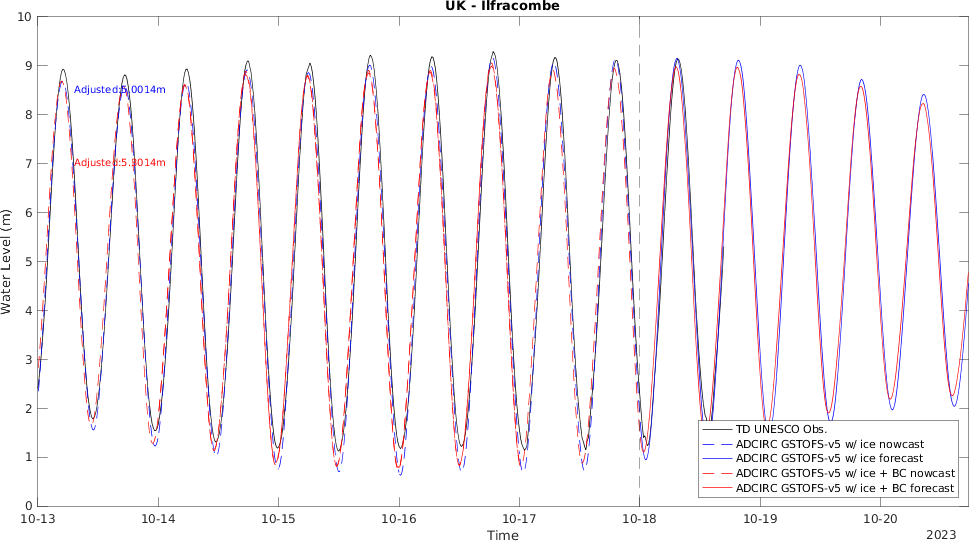 UK - Ilfracombe
10
9
8
7
6
5
4
3
2
1
0
Water Level (m)
Adjusted:5.0014m
Adjusted:5.8014m
TD UNESCO Obs.
ADCIRC GSTOFS-v5 w/ ice nowcast
ADCIRC GSTOFS-v5 w/ ice forecast
ADCIRC GSTOFS-v5 w/ ice + BC nowcast
ADCIRC GSTOFS-v5 w/ ice + BC forecast
10-13 10-14 10-15 10-16 10-17 10-18 10-19 10-20
Time
2023